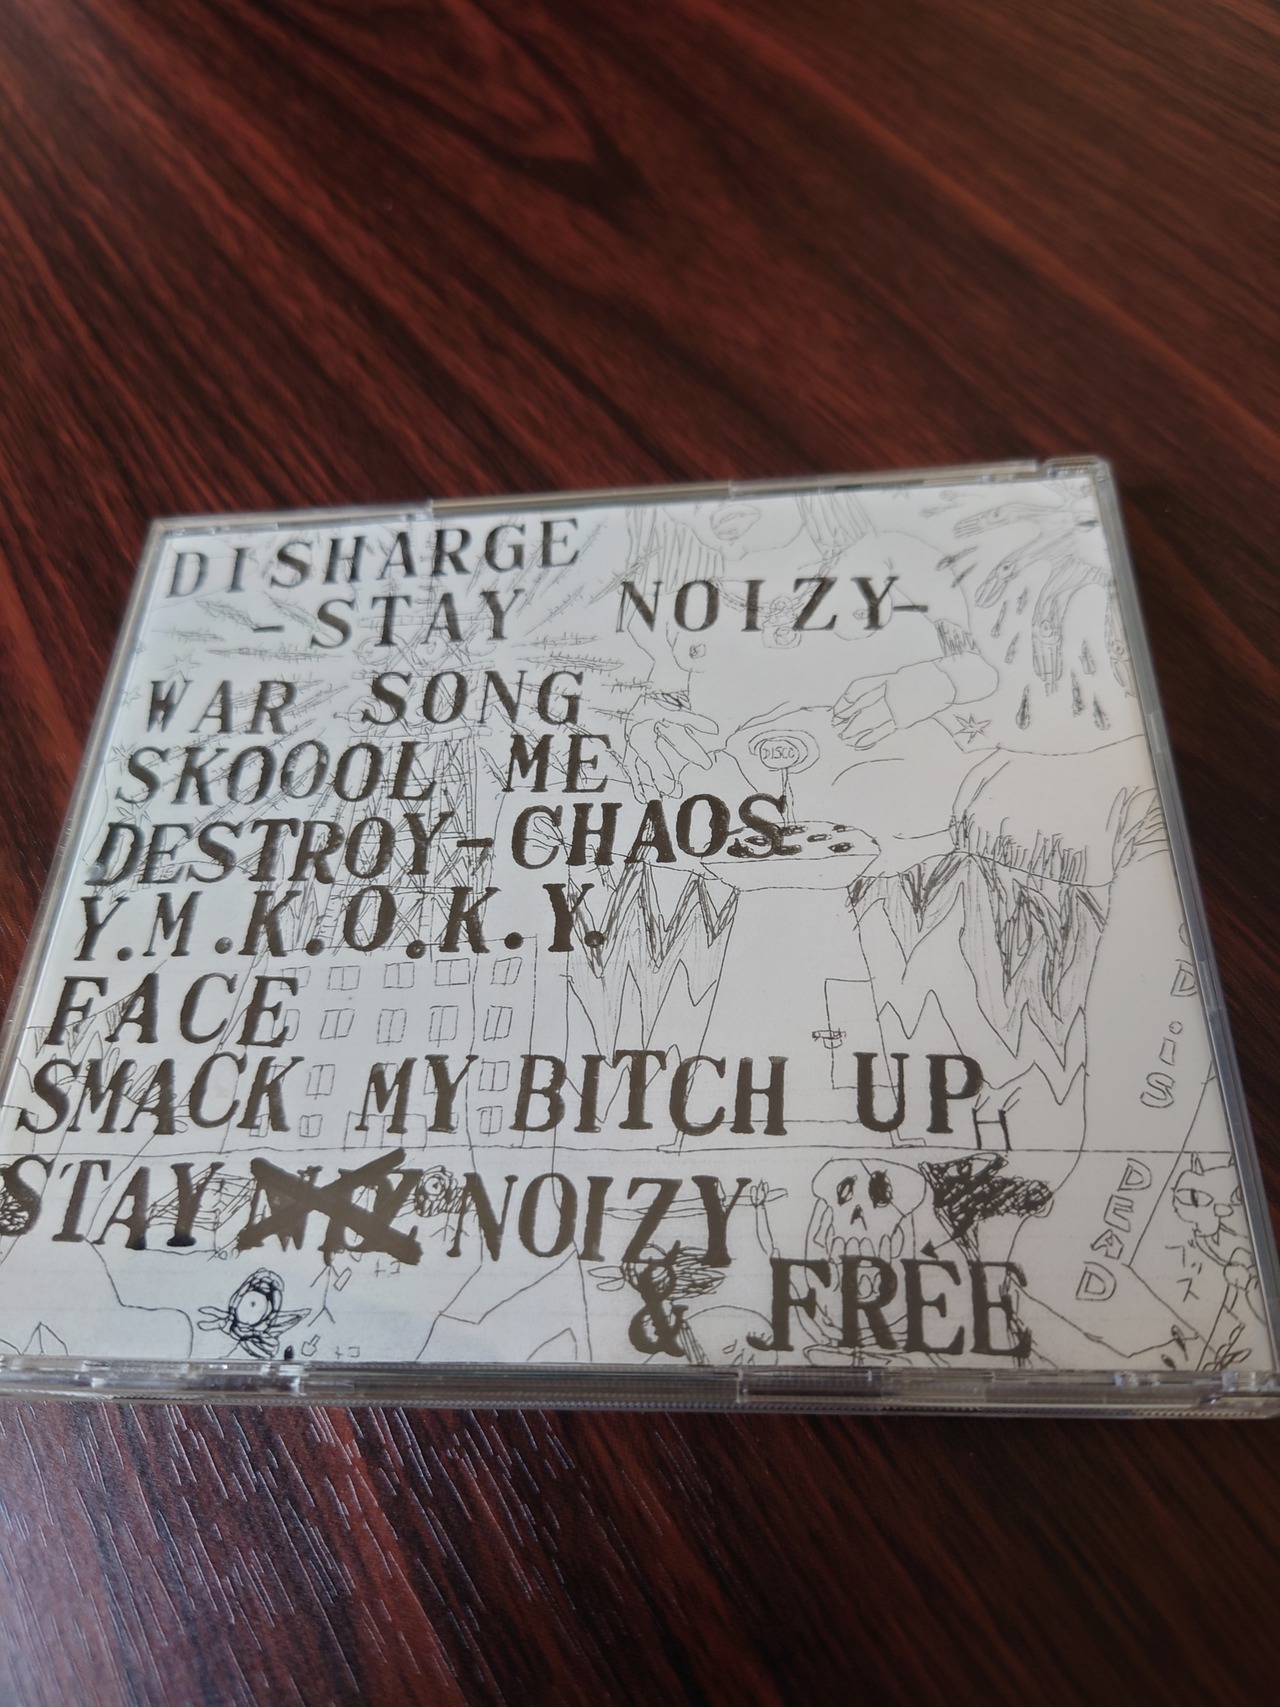 DISHARGE
-STAY NOIZY-
WAR SONG
SKOOOL ME
DESTROY-CHAOS
Y.M.K.O.K.Y.
FACE
SMACK MY BITCH UP
STAY NOIZY
& FREE
DISCO
DEAD